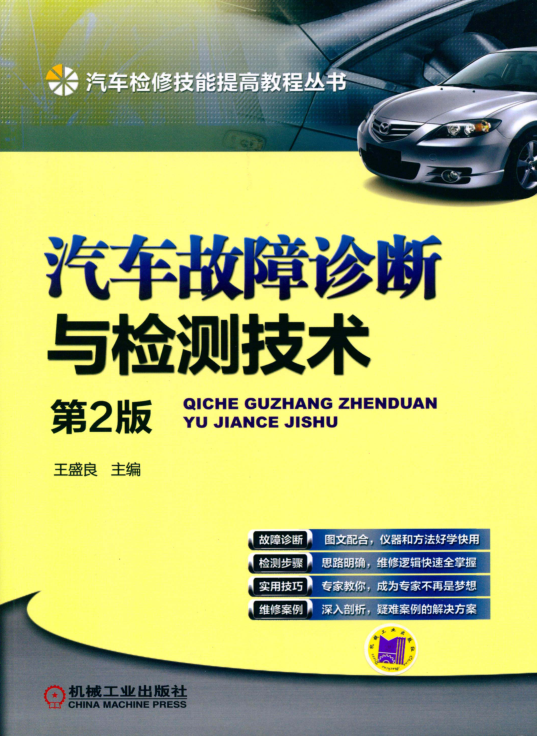 汽车检修技能提高教程丛书
汽车故障诊断
与检测技术
第2版
QICHE GUZHANG ZHENDUAN
YU JIANCE JISHU
王盛良 主编
故障诊断 图文配合，仪器和方法好学快用
检测步骤 思路明确，维修逻辑快速全掌握
实用技巧 专家教你，成为专家不再是梦想
维修案例 深入剖析，疑难案例的解决方案
机械工业出版社
CHINA MACHINE PRESS